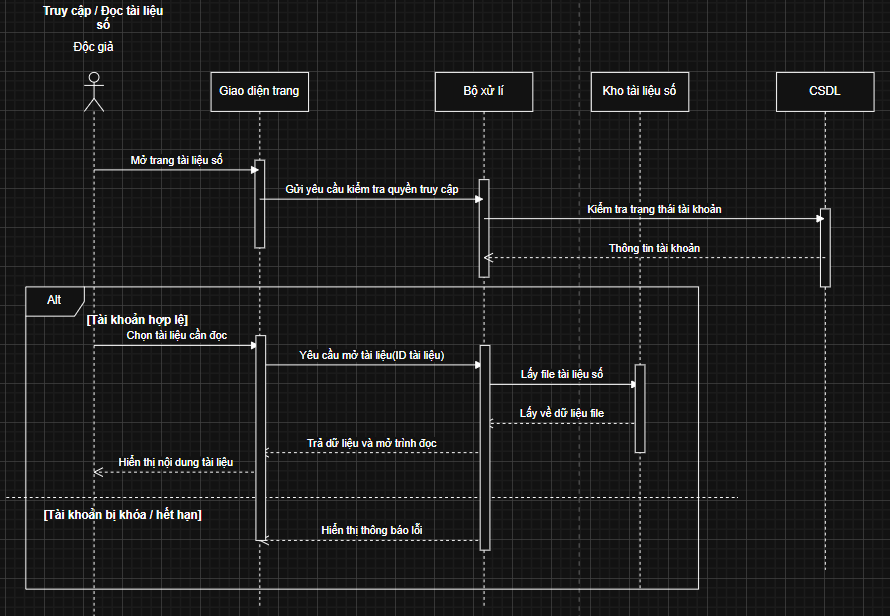 Truy cập / Đọc tài liệu
số
Độc giả
Giao diện trang
Bộ xử lí
Kho tài liệu số
CSDL
Mở trang tài liệu số
Gửi yêu cầu kiểm tra quyền truy cập
Kiểm tra trạng thái tài khoản
Thông tin tài khoản
Alt
[Tài khoản hợp lệ]
Chọn tài liệu cần đọc
Yêu cầu mở tài liệu(ID tài liệu)
Lấy file tài liệu số
Lấy về dữ liệu file
Trả dữ liệu và mở trình đọc
Hiển thị nội dung tài liệu
[Tài khoản bị khóa / hết hạn]
Hiển thị thông báo lỗi